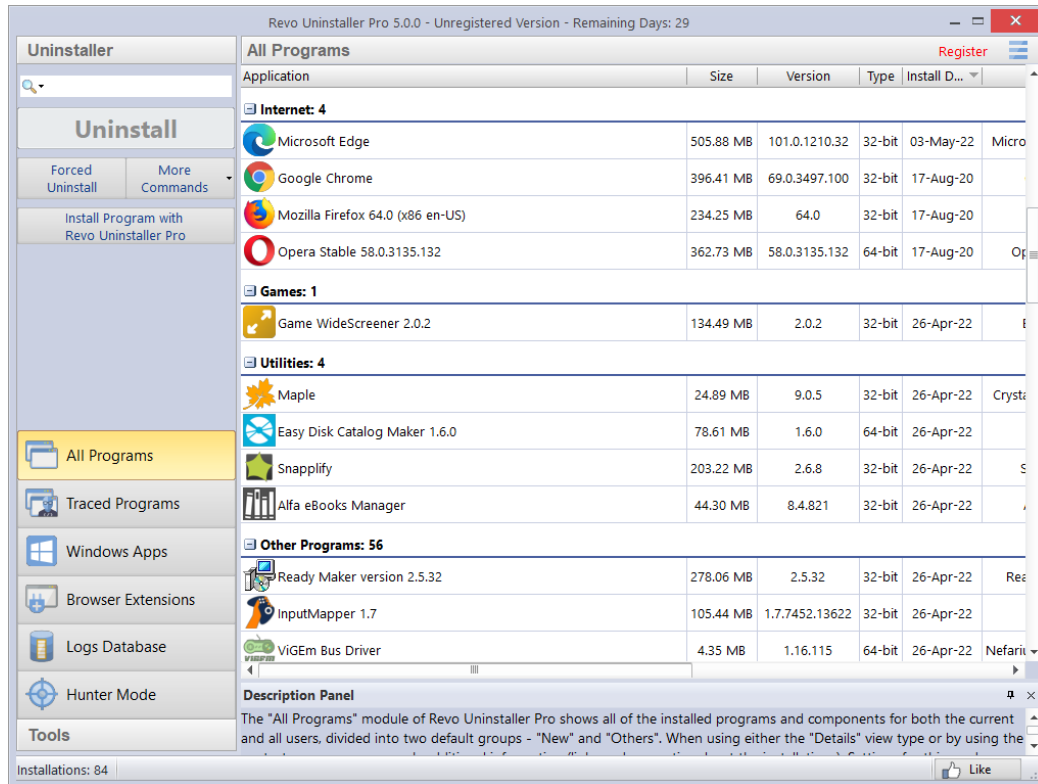 Revo Uninstaller Pro 5.0.0 - Unregistered Version - Remaining Days: 29
Uninstaller
Uninstall
Forced Uninstall
More Commands
Install Program with
Revo Uninstaller Pro
All Programs
Traced Programs
Windows Apps
Browser Extensions
Logs Database
Hunter Mode
Tools
All Programs Register
Application Size Version Type Install D...
Internet: 4
Microsoft Edge 505.88 MB 101.0.1210.32 32-bit 03-May-22 Micro
Google Chrome 396.41 MB 69.0.3497.100 32-bit 17-Aug-20
Mozilla Firefox 64.0 (x86 en-US) 234.25 MB 64.0 32-bit 17-Aug-20
Opera Stable 58.0.3135.132 362.73 MB 58.0.3135.132 64-bit 17-Aug-20 Op
Games: 1
Game WideScreener 2.0.2 134.49 MB 2.0.2 32-bit 26-Apr-22
Utilities: 4
Maple 24.89 MB 9.0.5 32-bit 26-Apr-22 Crysta
Easy Disk Catalog Maker 1.6.0 78.61 MB 1.6.0 64-bit 26-Apr-22
Snapplify 203.22 MB 2.6.8 32-bit 26-Apr-22 S
Alfa eBooks Manager 44.30 MB 8.4.821 32-bit 26-Apr-22
Other Programs: 56
Ready Maker version 2.5.32 278.06 MB 2.5.32 32-bit 26-Apr-22 Rea
InputMapper 1.7 105.44 MB 1.7.7452.13622 32-bit 26-Apr-22
ViGEm Bus Driver 4.35 MB 1.16.115 64-bit 26-Apr-22 Nefariu
Description Panel
The "All Programs" module of Revo Uninstaller Pro shows all of the installed programs and components for both the current
and all users, divided into two default groups - "New" and "Others". When using either the "Details" view type or by using the
Installations: 84 Like